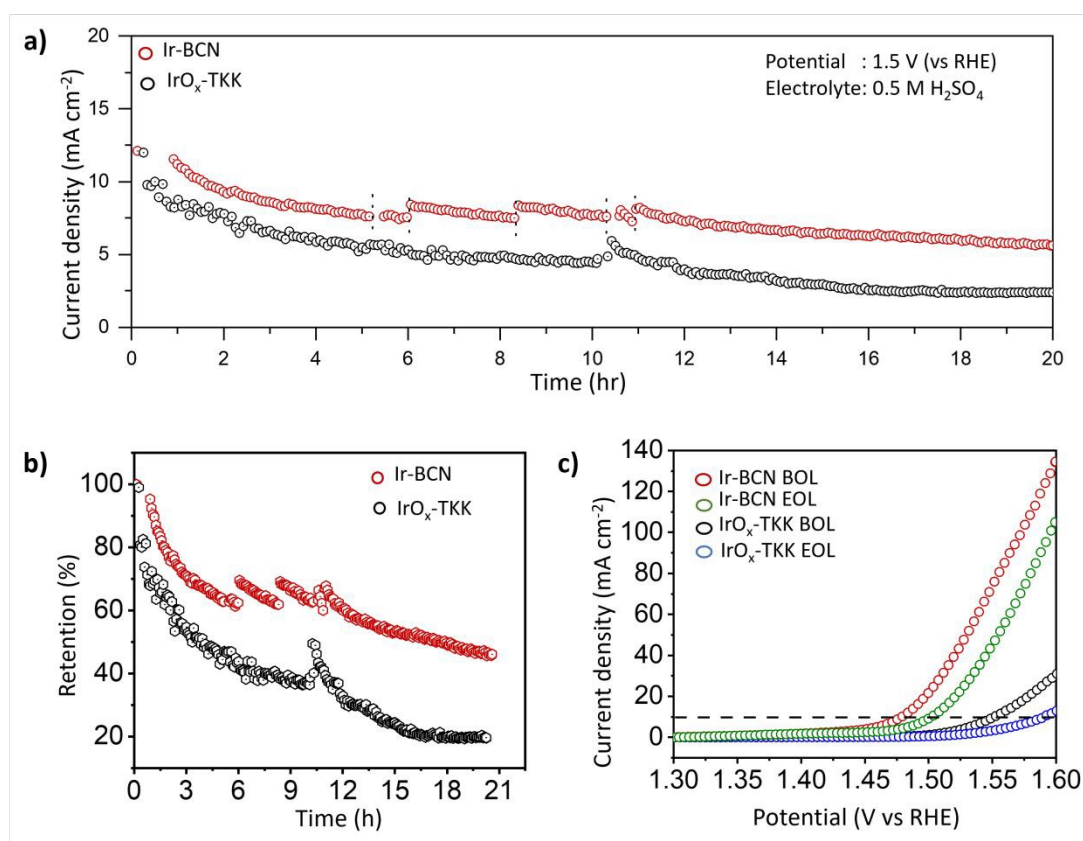 a)
Ir-BCN
IrOₓ-TKK
Potential : 1.5 V (vs RHE)
Electrolyte: 0.5 M H₂SO₄
Current density (mA cm⁻²)
20
15
10
5
0
0 2 4 6 8 10 12 14 16 18 20
Time (hr)
b)
Ir-BCN
IrOₓ-TKK
Retention (%)
100
80
60
40
20
0 3 6 9 12 15 18 21
Time (h)
c)
Ir-BCN BOL
Ir-BCN EOL
IrOₓ-TKK BOL
IrOₓ-TKK EOL
Current density (mA cm⁻²)
140
120
100
80
60
40
20
0
1.30 1.35 1.40 1.45 1.50 1.55 1.60
Potential (V vs RHE)